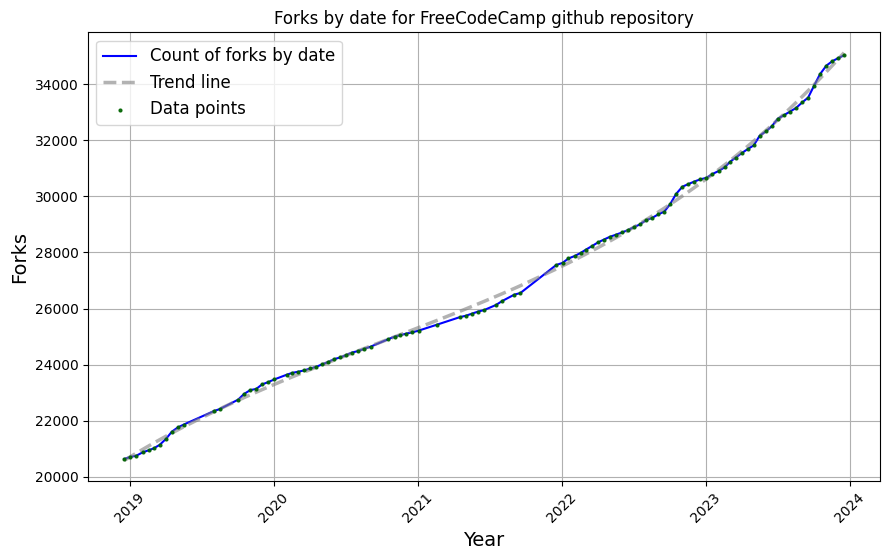 Forks by date for FreeCodeCamp github repository
Count of forks by date
Trend line
Data points
34000
32000
30000
28000
26000
24000
22000
20000
Forks
2019
2020
2021
2022
2023
2024
Year